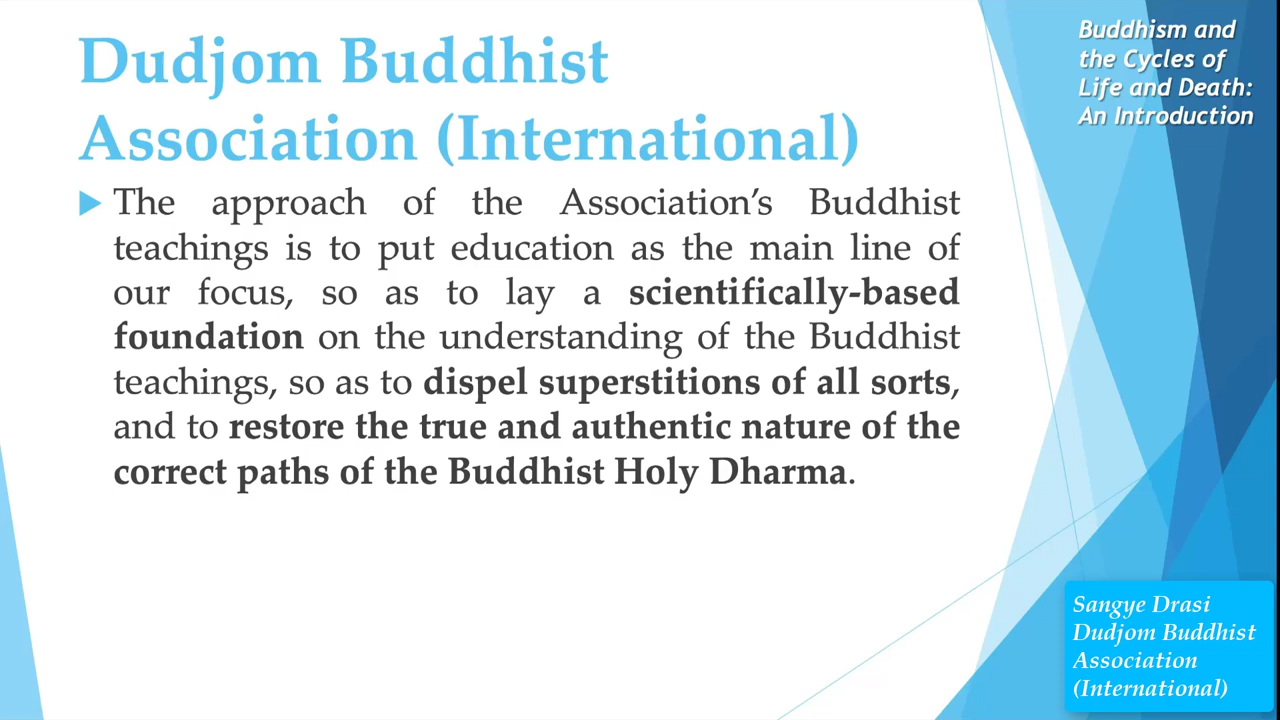 Dudjom Buddhist
Association (International)
The approach of the Association’s Buddhist
teachings is to put education as the main line of
our focus, so as to lay a scientifically-based
foundation on the understanding of the Buddhist
teachings, so as to dispel superstitions of all sorts,
and to restore the true and authentic nature of the
correct paths of the Buddhist Holy Dharma.
Buddhism and
the Cycles of
Life and Death:
An Introduction
Sangye Drasi
Dudjom Buddhist
Association
(International)